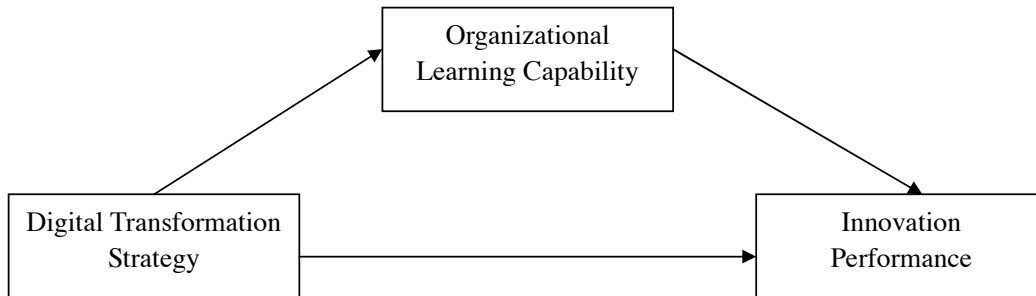 Organizational
Learning Capability
Digital Transformation
Strategy
Innovation
Performance